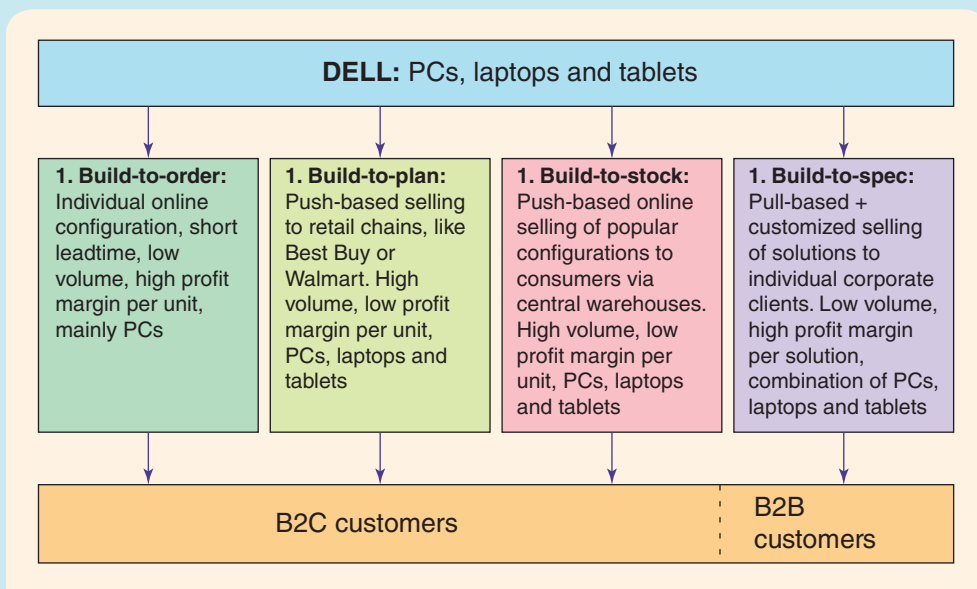 DELL: PCs, laptops and tablets
1. Build-to-order:
Individual online
configuration, short
leadtime, low
volume, high profit
margin per unit,
mainly PCs
1. Build-to-plan:
Push-based selling
to retail chains, like
Best Buy or
Walmart. High
volume, low profit
margin per unit,
PCs, laptops and
tablets
1. Build-to-stock:
Push-based online
selling of popular
configurations to
consumers via
central warehouses.
High volume, low
profit margin per
unit, PCs, laptops
and tablets
1. Build-to-spec:
Pull-based +
customized selling
of solutions to
individual corporate
clients. Low volume,
high profit margin
per solution,
combination of PCs,
laptops and tablets
B2C customers
B2B
customers